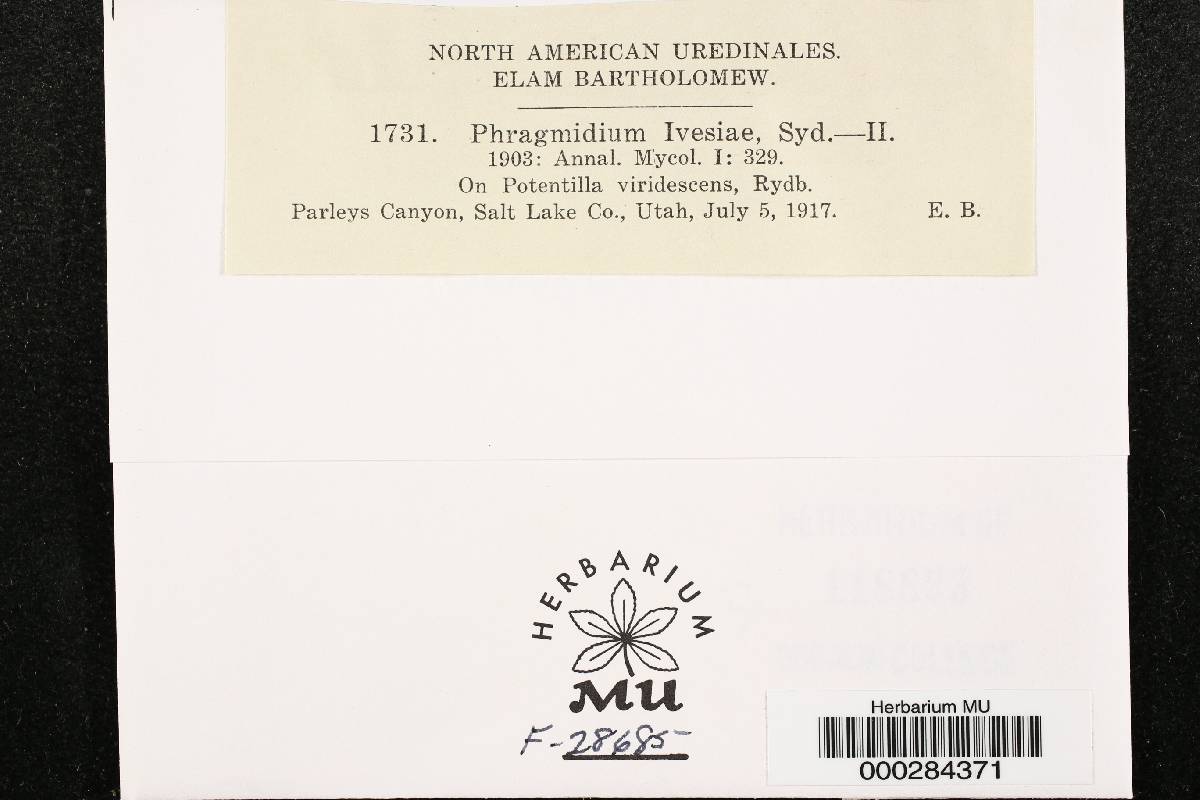 NORTH AMERICAN UREDINALES.
ELAM BARTHOLOMEW.
1731. Phragmidium Ivesiae, Syd.—II.
1903: Annal. Mycol. I: 329.
On Potentilla viridescens, Rydb.
Parleys Canyon, Salt Lake Co., Utah, July 5, 1917. E. B.
HERBARIUM
MU
F-28685
Herbarium MU
000284371